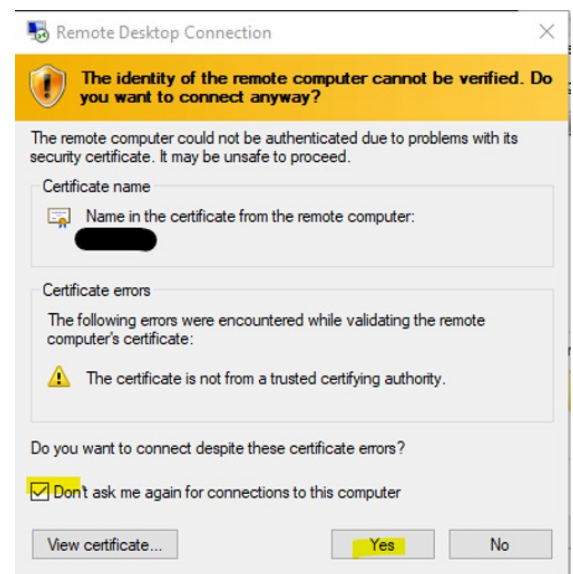 Remote Desktop Connection
The identity of the remote computer cannot be verified. Do
you want to connect anyway?
The remote computer could not be authenticated due to problems with its
security certificate. It may be unsafe to proceed.
Certificate name
Name in the certificate from the remote computer:
Certificate errors
The following errors were encountered while validating the remote
computer's certificate:
The certificate is not from a trusted certifying authority.
Do you want to connect despite these certificate errors?
Don't ask me again for connections to this computer
View certificate...
Yes
No